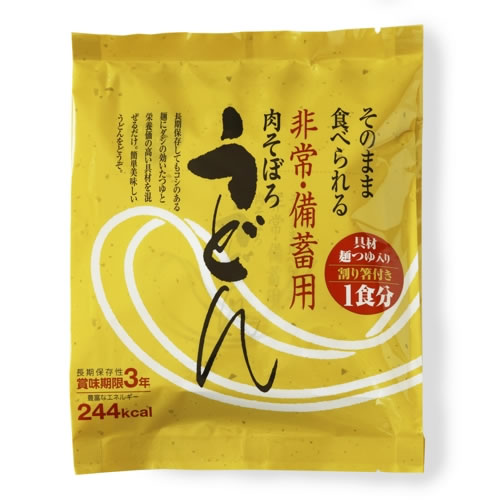 そのまま
食べられる
非常・備蓄用
肉そぼろ
うどん
長期保存してもコシのある
麺にダシの効いたつゆと
栄養価の高い具材を混
ぜるだけ。簡単美味しい
うどんをどうぞ。
具材
麺つゆ入り
割り箸付き
1食分
長期保存性
賞味期限3年
豊富なエネルギー
244kcal